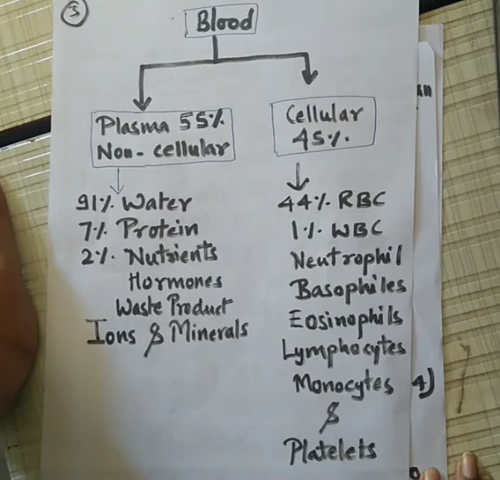 3
Blood
Plasma 55%
Non-cellular
91% Water
7% Protein
2% Nutrients
Hormones
Waste Product
Ions & Minerals
Cellular
45%.
44% RBC
1% WBC
Neutrophil
Basophiles
Eosinophils
Lymphocytes
Monocytes
&
Platelets
4)